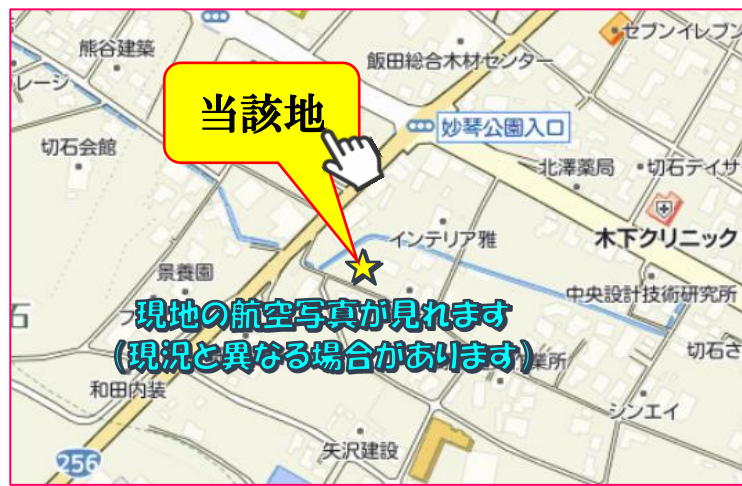 熊谷建築
セブンイレブン
飯田総合木材センター
レージ
当該地
妙琴公園入口
切石会館
北澤薬局
切石デイサ
インテリア雅
木下クリニック
景養園
中央設計技術研究所
石
現地の航空写真が見れます
フ
（現況と異なる場合があります）
業所
切石さ
和田内装
シンエイ
矢沢建設
256